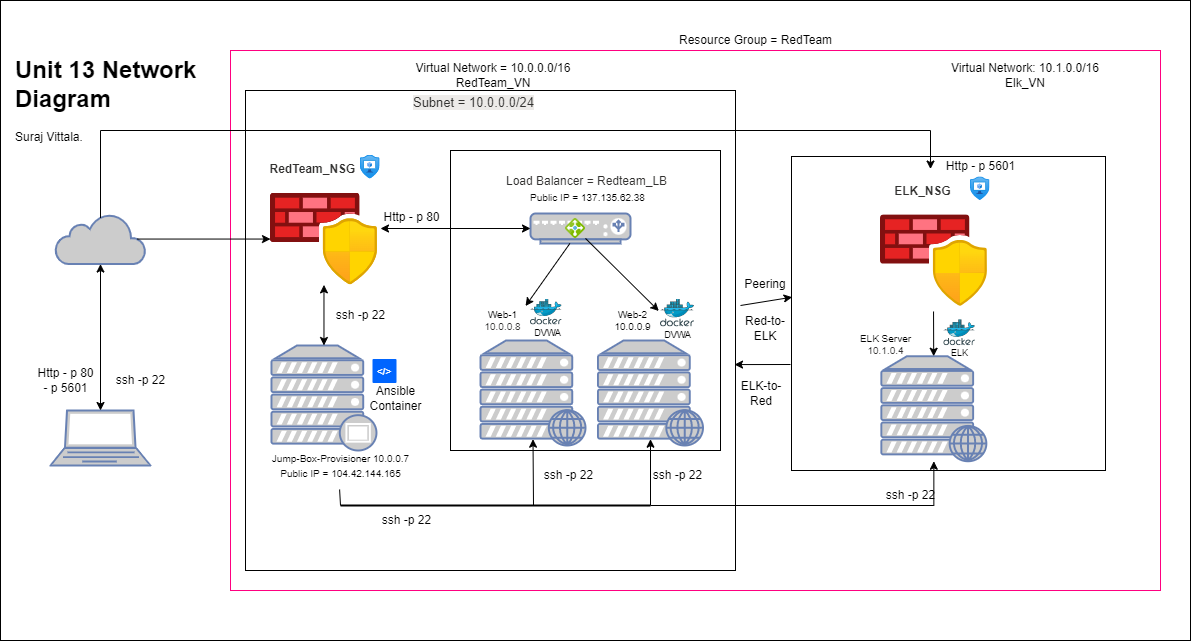 Resource Group = RedTeam
Unit 13 Network
Diagram
Suraj Vittala.
Virtual Network = 10.0.0.0/16
RedTeam_VN
Subnet = 10.0.0.0/24
Virtual Network: 10.1.0.0/16
Elk_VN
RedTeam_NSG
Load Balancer = Redteam_LB
Public IP = 137.135.62.38
Http - p 5601
ELK_NSG
Http - p 80
ssh -p 22
Web-1
10.0.0.8
docker
DVWA
Web-2
10.0.0.9
docker
DVWA
Peering
Red-to-
ELK
ELK-to-
Red
ELK Server
10.1.0.4
docker
ELK
Http - p 80
- p 5601
ssh -p 22
</>
Ansible
Container
Jump-Box-Provisioner 10.0.0.7
Public IP = 104.42.144.165
ssh -p 22
ssh -p 22
ssh -p 22
ssh -p 22